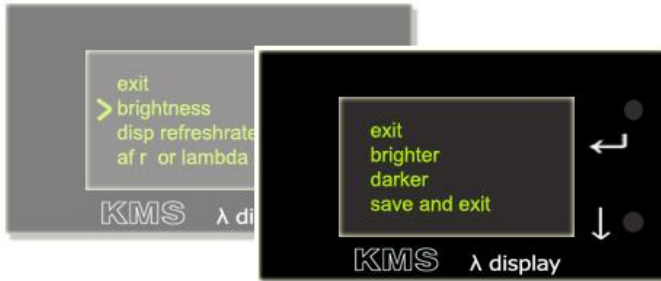 exit
> brightness
disp refreshrate
af r or lambda
KMS λ di
exit
brighter
darker
save and exit
KMS λ display